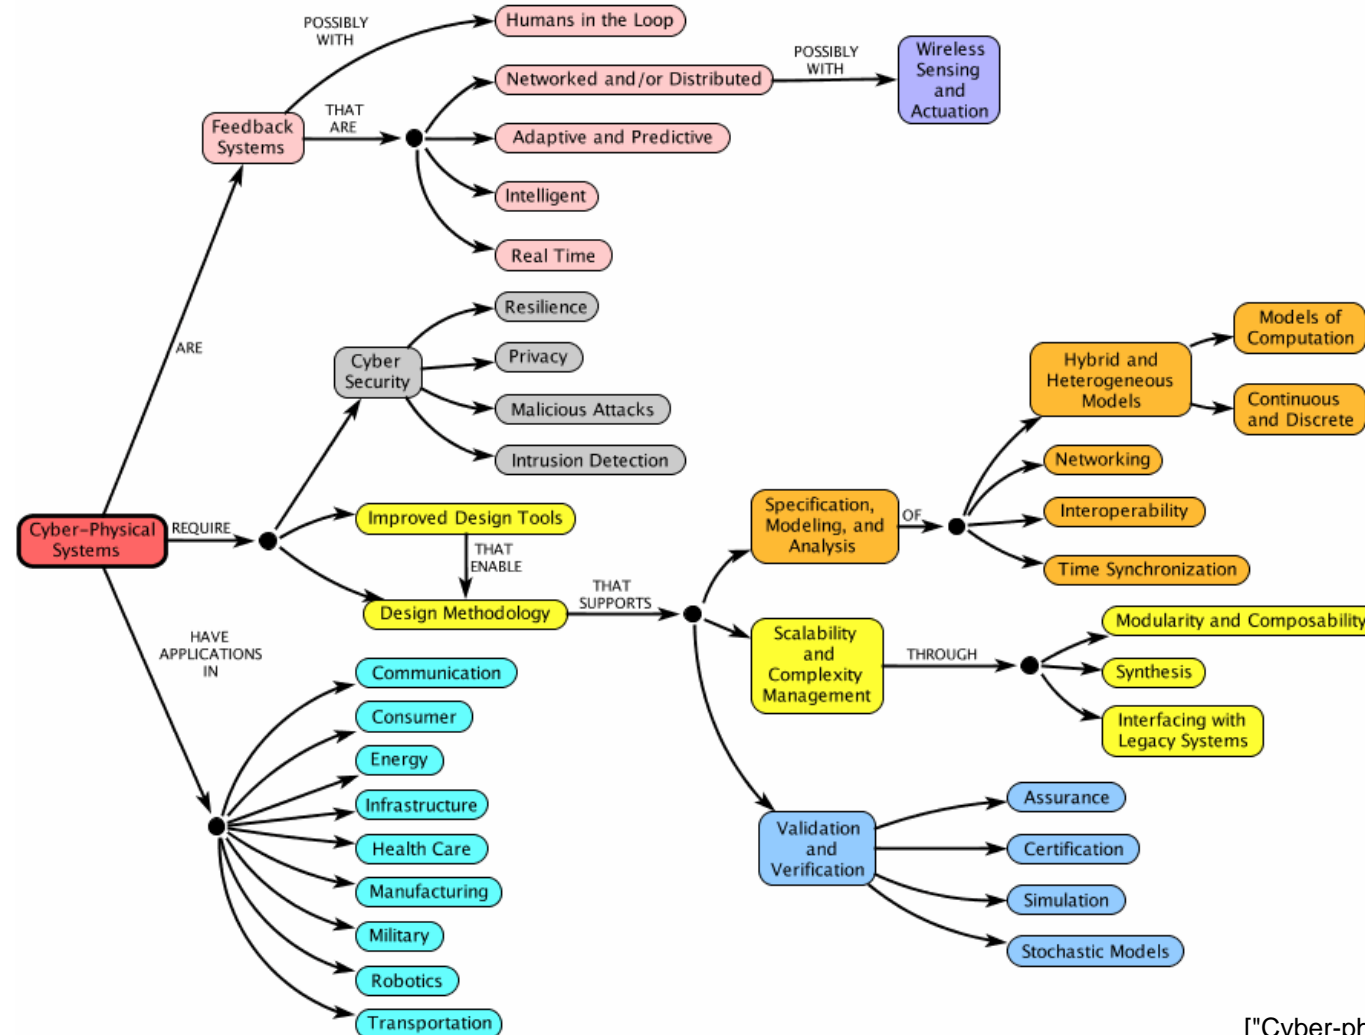 POSSIBLY
WITH
Humans in the Loop
Networked and/or Distributed
POSSIBLY
WITH
Wireless
Sensing
and
Actuation
Feedback
Systems
THAT
ARE
Adaptive and Predictive
Intelligent
Real Time
ARE
Cyber
Security
Resilience
Privacy
Malicious Attacks
Intrusion Detection
Cyber-Physical
Systems
REQUIRE
Improved Design Tools
THAT
ENABLE
Design Methodology
THAT
SUPPORTS
Specification,
Modeling, and
Analysis
OF
Hybrid and
Heterogeneous
Models
Models of
Computation
Continuous
and Discrete
Networking
Interoperability
Time Synchronization
Scalability
and
Complexity
Management
THROUGH
Modularity and Composability
Synthesis
Interfacing with
Legacy Systems
Validation
and
Verification
Assurance
Certification
Simulation
Stochastic Models
HAVE
APPLICATIONS
IN
Communication
Consumer
Energy
Infrastructure
Health Care
Manufacturing
Military
Robotics
Transportation
["Cyber-ph